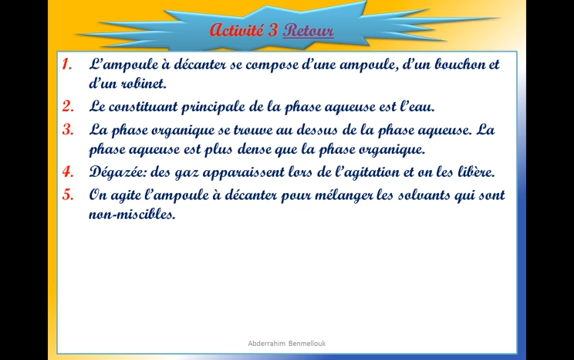 Activité 3 Retour
1. L'ampoule à décanter se compose d'une ampoule, d'un bouchon et
d'un robinet.
2. Le constituant principale de la phase aqueuse est l'eau.
3. La phase organique se trouve au dessus de la phase aqueuse. La
phase aqueuse est plus dense que la phase organique.
4. Dégazée: des gaz apparaissent lors de l'agitation et on les libère.
5. On agite l'ampoule à décanter pour mélanger les solvants qui sont
non-miscibles.
Abderrahim Benmellouk